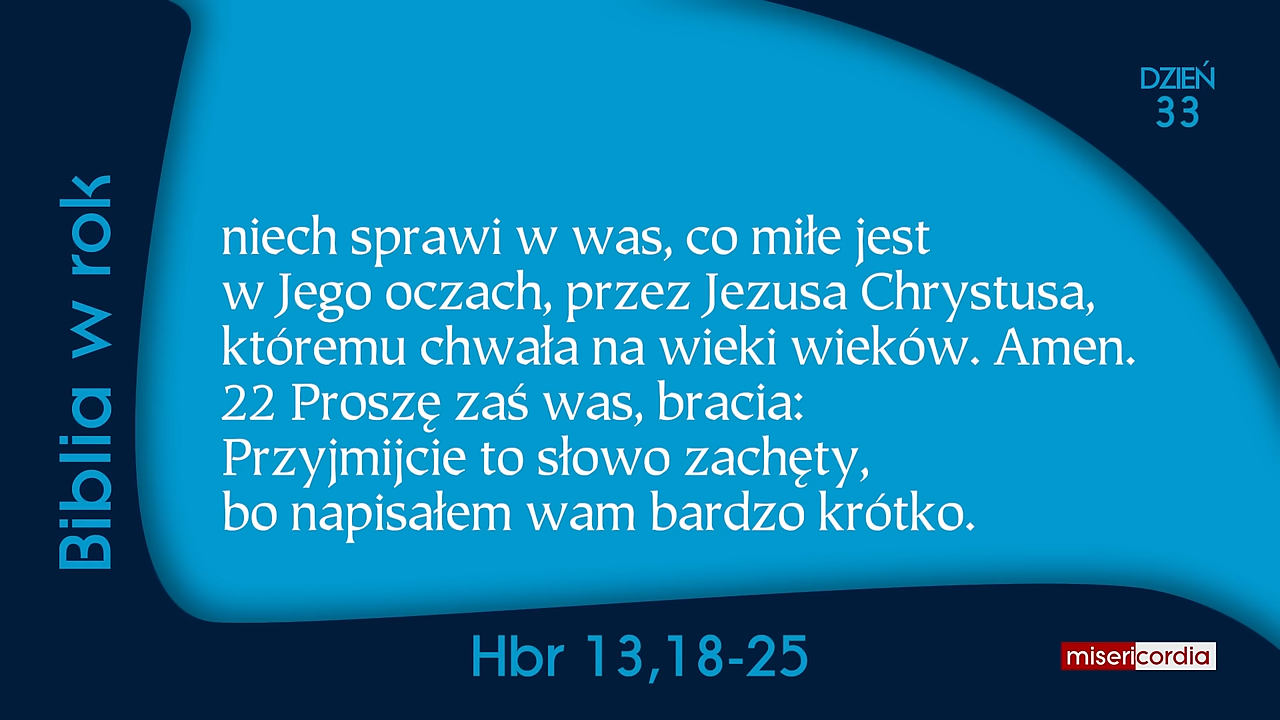 DZIEŃ
33
Biblia w rok
niech sprawi w was, co miłe jest
w Jego oczach, przez Jezusa Chrystusa,
któremu chwała na wieki wieków. Amen.
22 Proszę zaś was, bracia:
Przyjmijcie to słowo zachęty,
bo napisałem wam bardzo krótko.
Hbr 13,18-25
misericordia